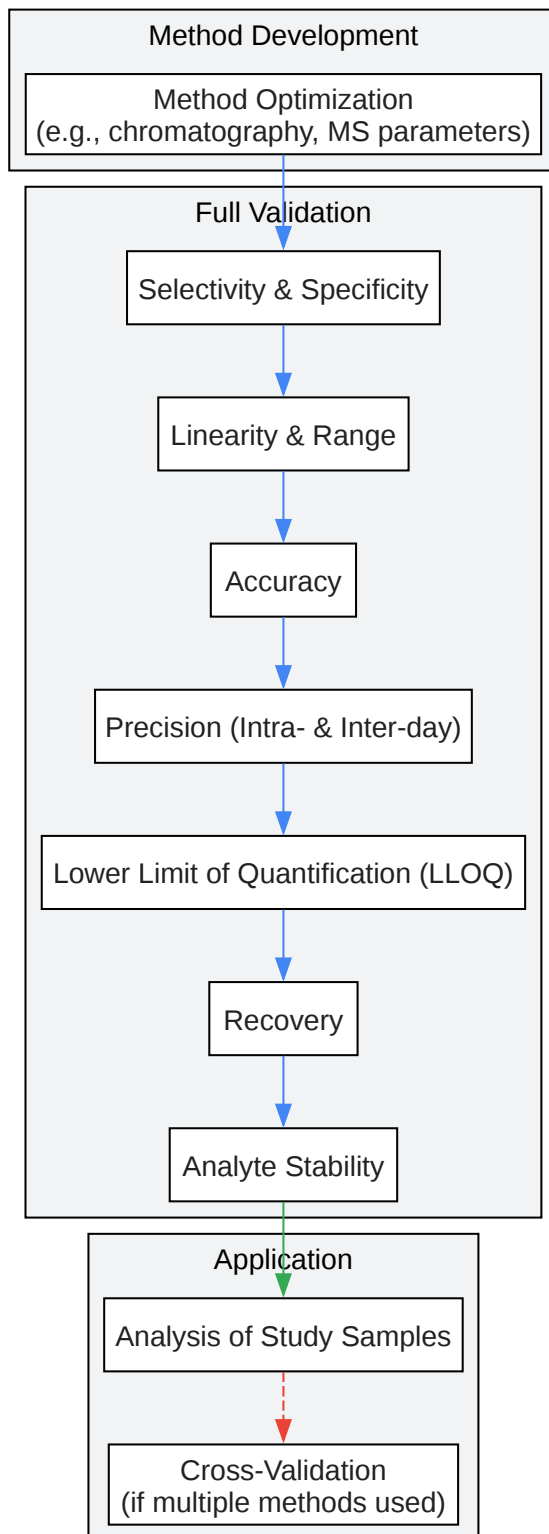 Method Development
Method Optimization
(e.g., chromatography, MS parameters)
Full Validation
Selectivity & Specificity
Linearity & Range
Accuracy
Precision (Intra- & Inter-day)
Lower Limit of Quantification (LLOQ)
Recovery
Analyte Stability
Application
Analysis of Study Samples
Cross-Validation
(if multiple methods used)